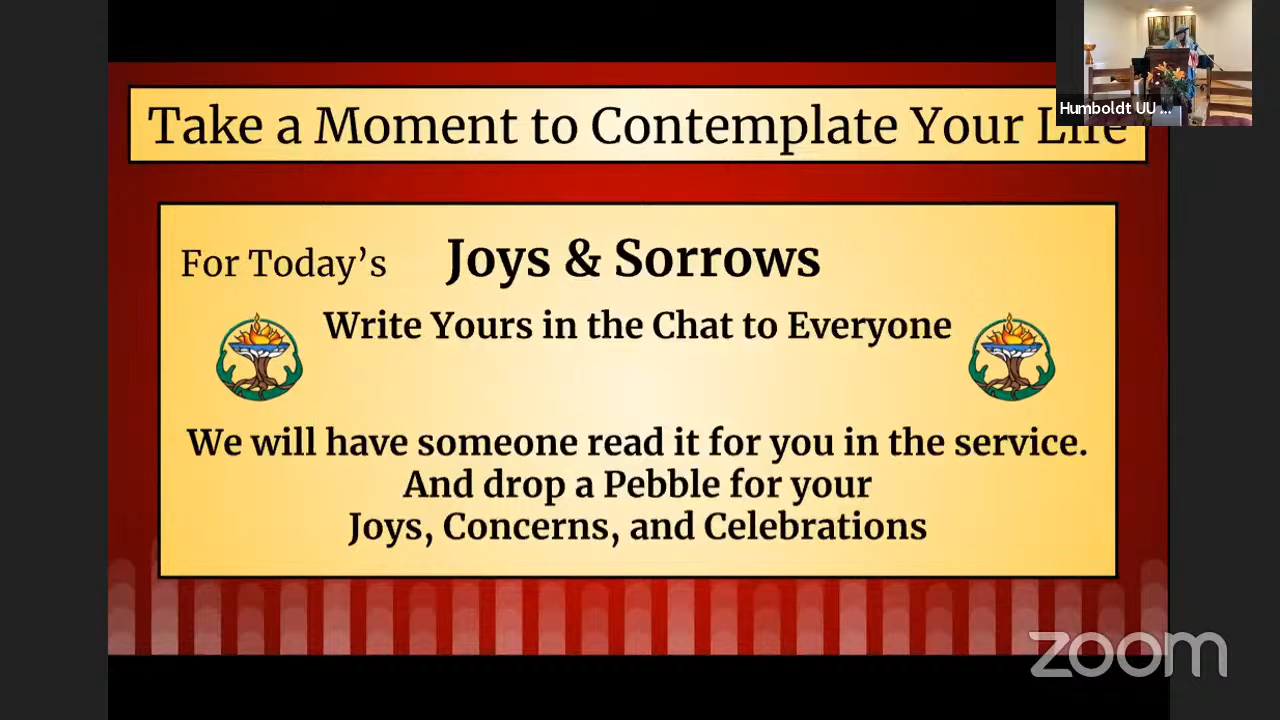 Take a Moment to Contemplate Your Life
Humboldt UU ...
For Today's Joys & Sorrows
Write Yours in the Chat to Everyone
We will have someone read it for you in the service.
And drop a Pebble for your
Joys, Concerns, and Celebrations
zoom